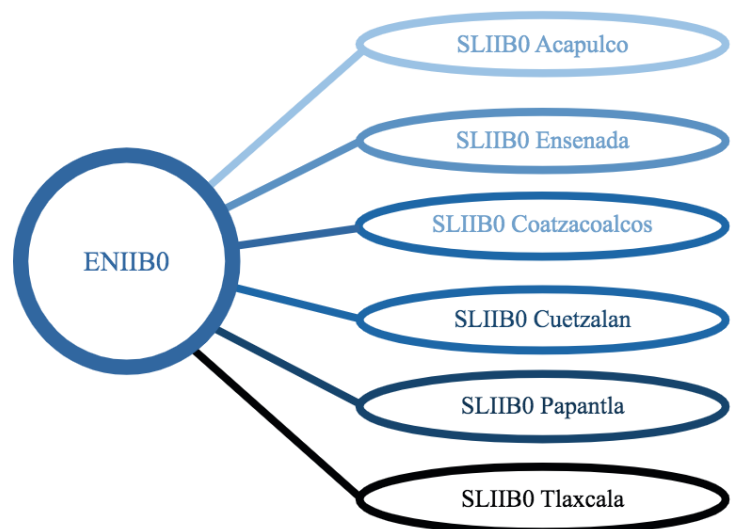 SLIIB0 Acapulco
SLIIB0 Ensenada
SLIIB0 Coatzacoalcos
ENIIB0
SLIIB0 Cuetzalan
SLIIB0 Papantla
SLIIB0 Tlaxcala